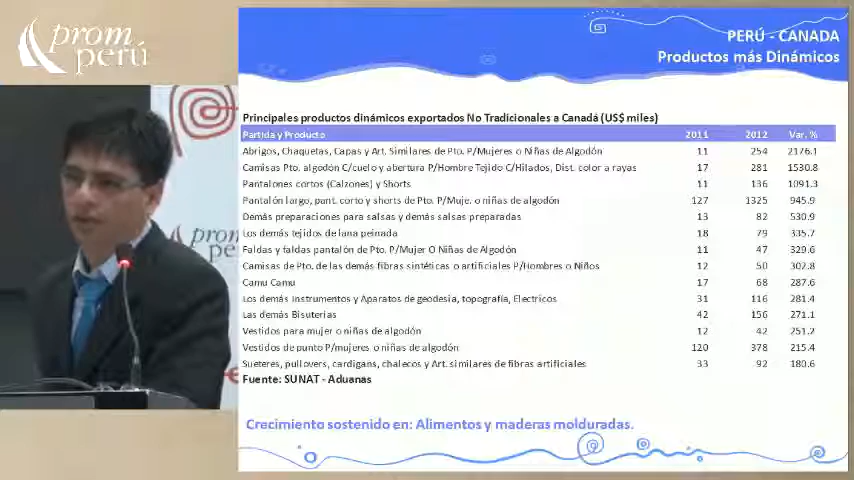 prom
perú
PERÚ - CANADA
Productos más Dinámicos
Principales productos dinámicos exportados No Tradicionales a Canadá (US$ miles)
Partida y Producto 2011 2012 Var. %
Abrigos, Chaquetas, Capas y Art. Similares de Pto. P/Mujeres o Niñas de Algodón 11 254 2176.1
Camisas Pto. algodón C/cuello y abertura P/Hombre Tejido C/Hilados, Dist. color a rayas 17 281 1530.8
Pantalones cortos (Calzones) y Shorts 11 136 1091.3
Pantalón largo, pant. corto y shorts de Pto. P/Muje. o niñas de algodón 127 1325 945.9
Demás preparaciones para salsas y demás salsas preparadas 13 82 530.9
Los demás tejidos de lana peinada 18 79 335.7
Faldas y faldas pantalón de Pto. P/Mujer O Niñas de Algodón 11 47 329.6
Camisas de Pto. de las demás fibras sintéticas o artificiales P/Hombres o Niños 12 50 302.8
Camu Camu 17 68 287.6
Los demás Instrumentos y Aparatos de geodesia, topografía, Electricos 31 116 281.4
Las demás Bisuterias 42 156 271.1
Vestidos para mujer o niñas de algodón 12 42 251.2
Vestidos de punto P/mujeres o niñas de algodón 120 378 215.4
Sueteres, pullovers, cardigans, chalecos y Art. similares de fibras artificiales 33 92 180.6
Fuente: SUNAT - Aduanas
Crecimiento sostenido en: Alimentos y maderas molduradas.
prom
pe